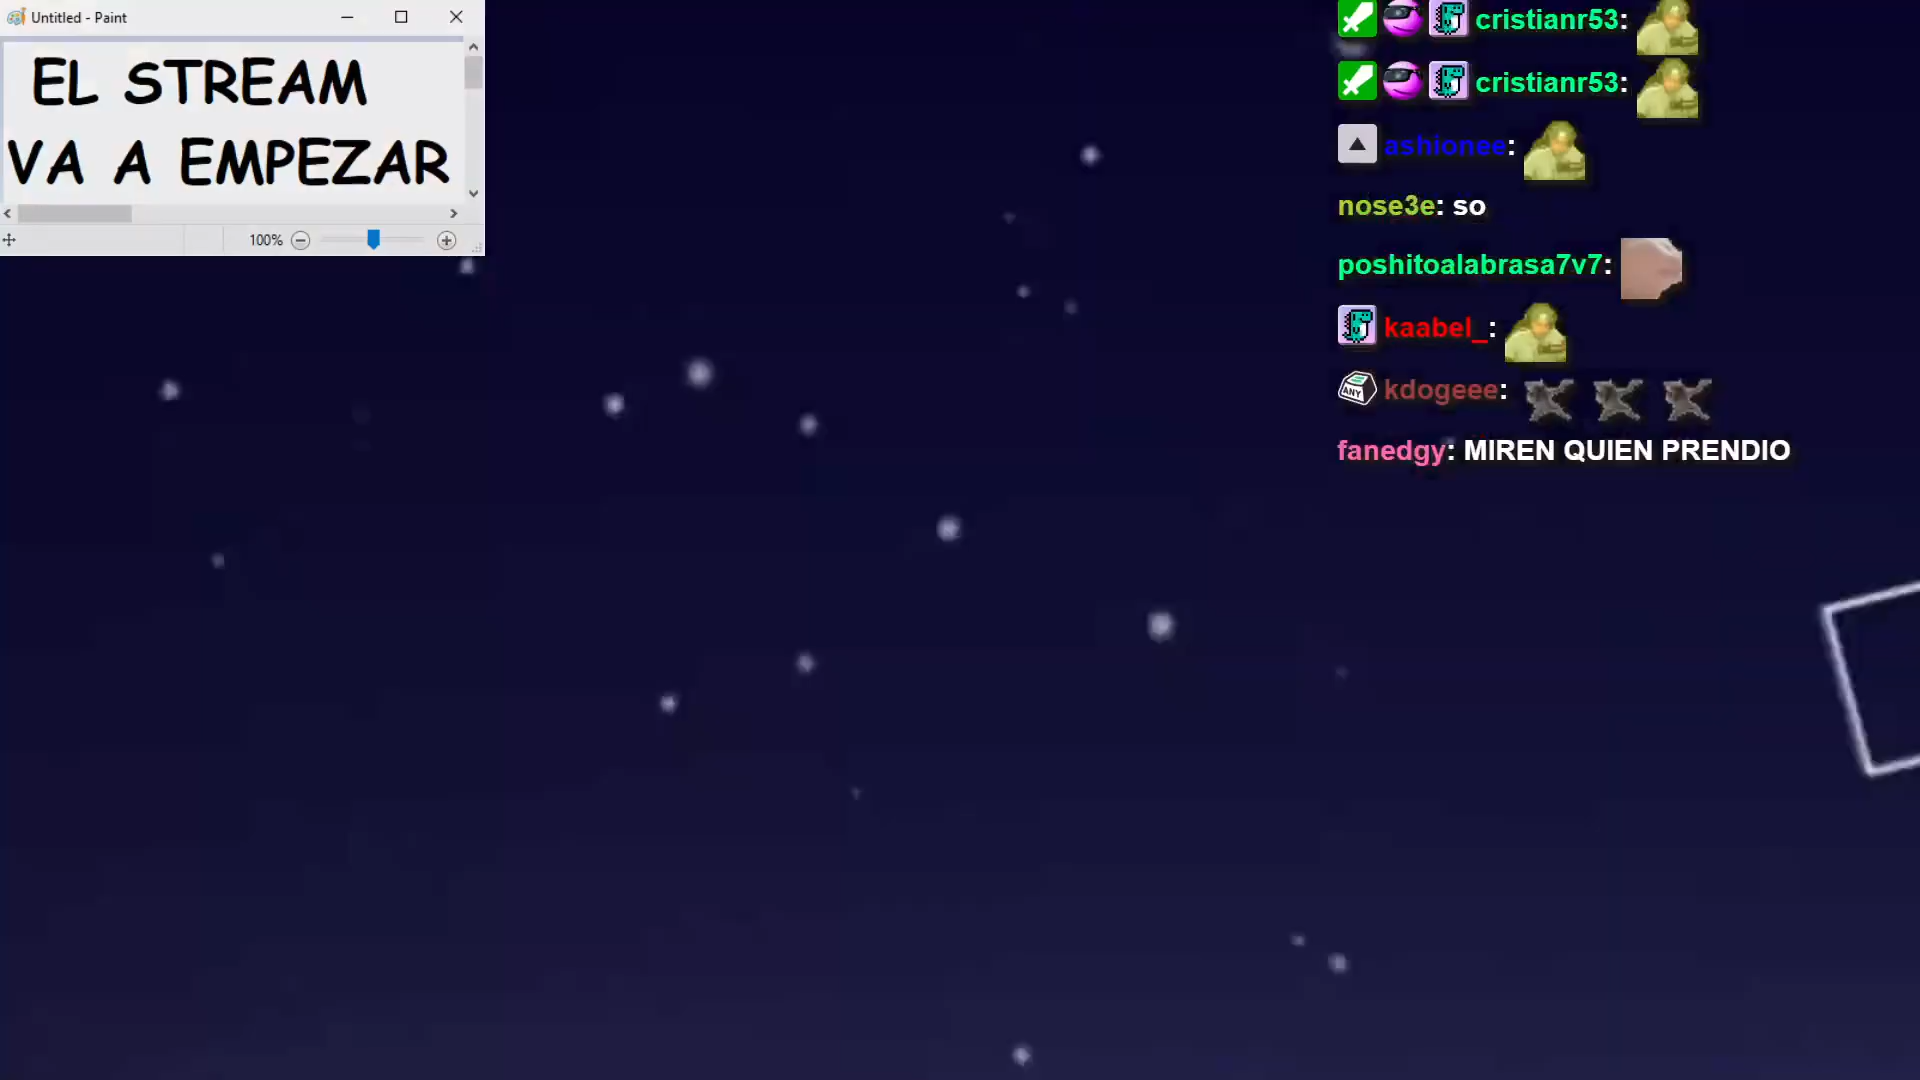 Untitled - Paint
EL STREAM
VA A EMPEZAR
100%
cristianr53:
cristianr53:
ashionee:
nose3e: so
poshitoalabrasa7v7:
kaabel_:
ANY kdogeee:
fanedgy: MIREN QUIEN PRENDIO